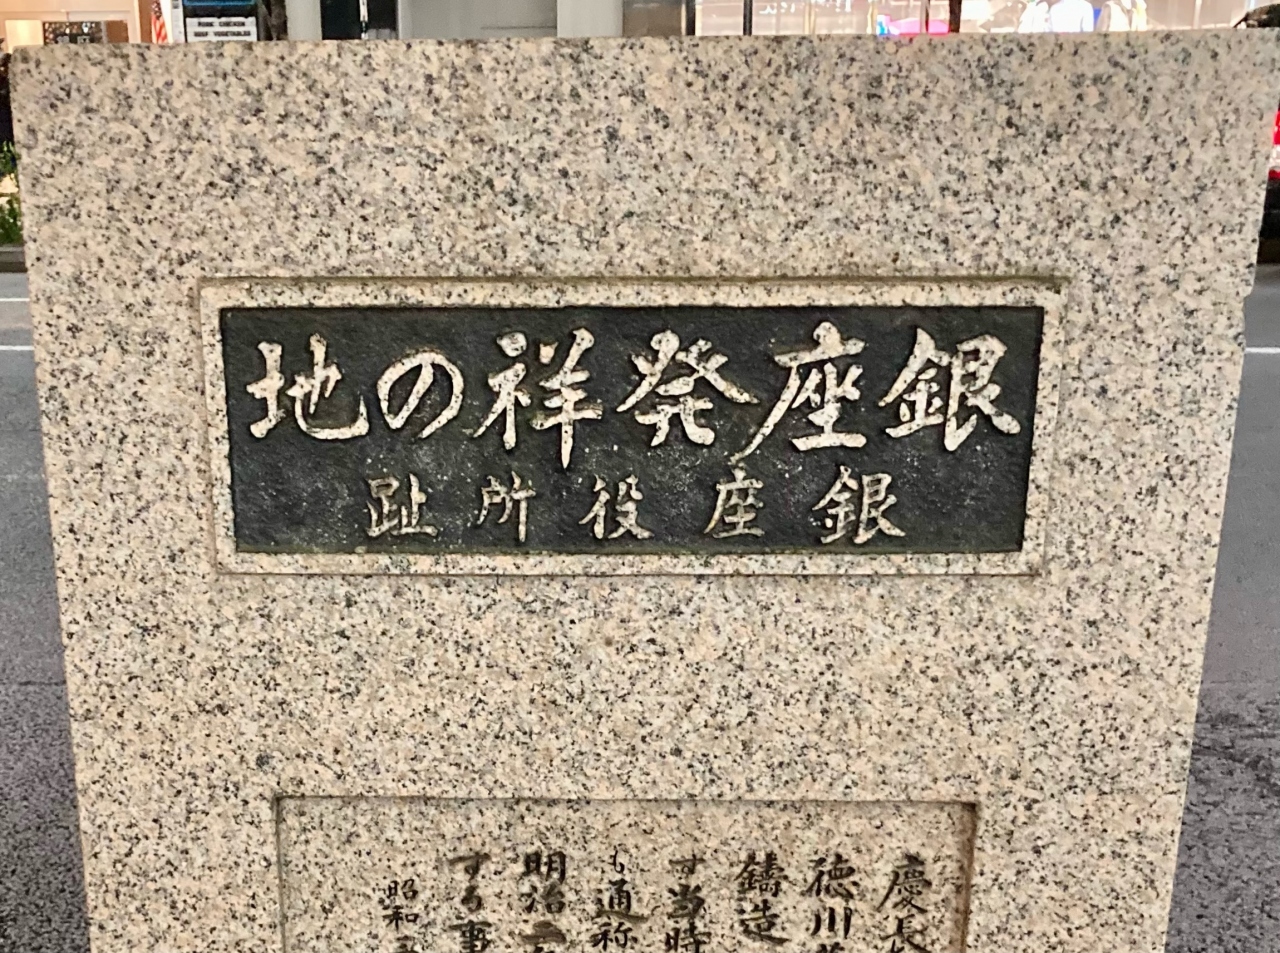 銀座発祥の地
銀座役所趾
慶長
徳川
鋳造
す当時
も通称
明治
する事
昭和